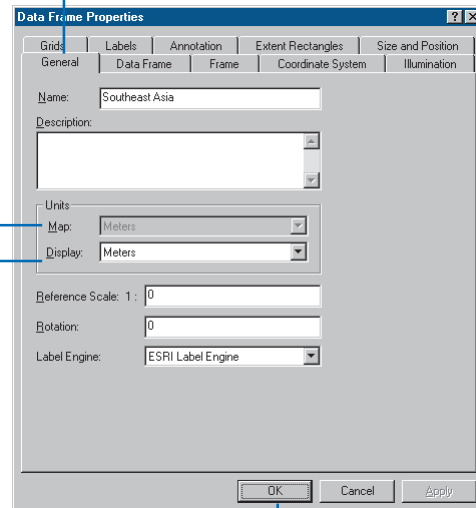 Data Frame Properties
Grids Labels Annotation Extent Rectangles Size and Position
General Data Frame Frame Coordinate System Illumination
Name: Southeast Asia
Description:
Units
Map: Meters
Display: Meters
Reference Scale: 1 : 0
Rotation: 0
Label Engine: ESRI Label Engine
OK Cancel Apply